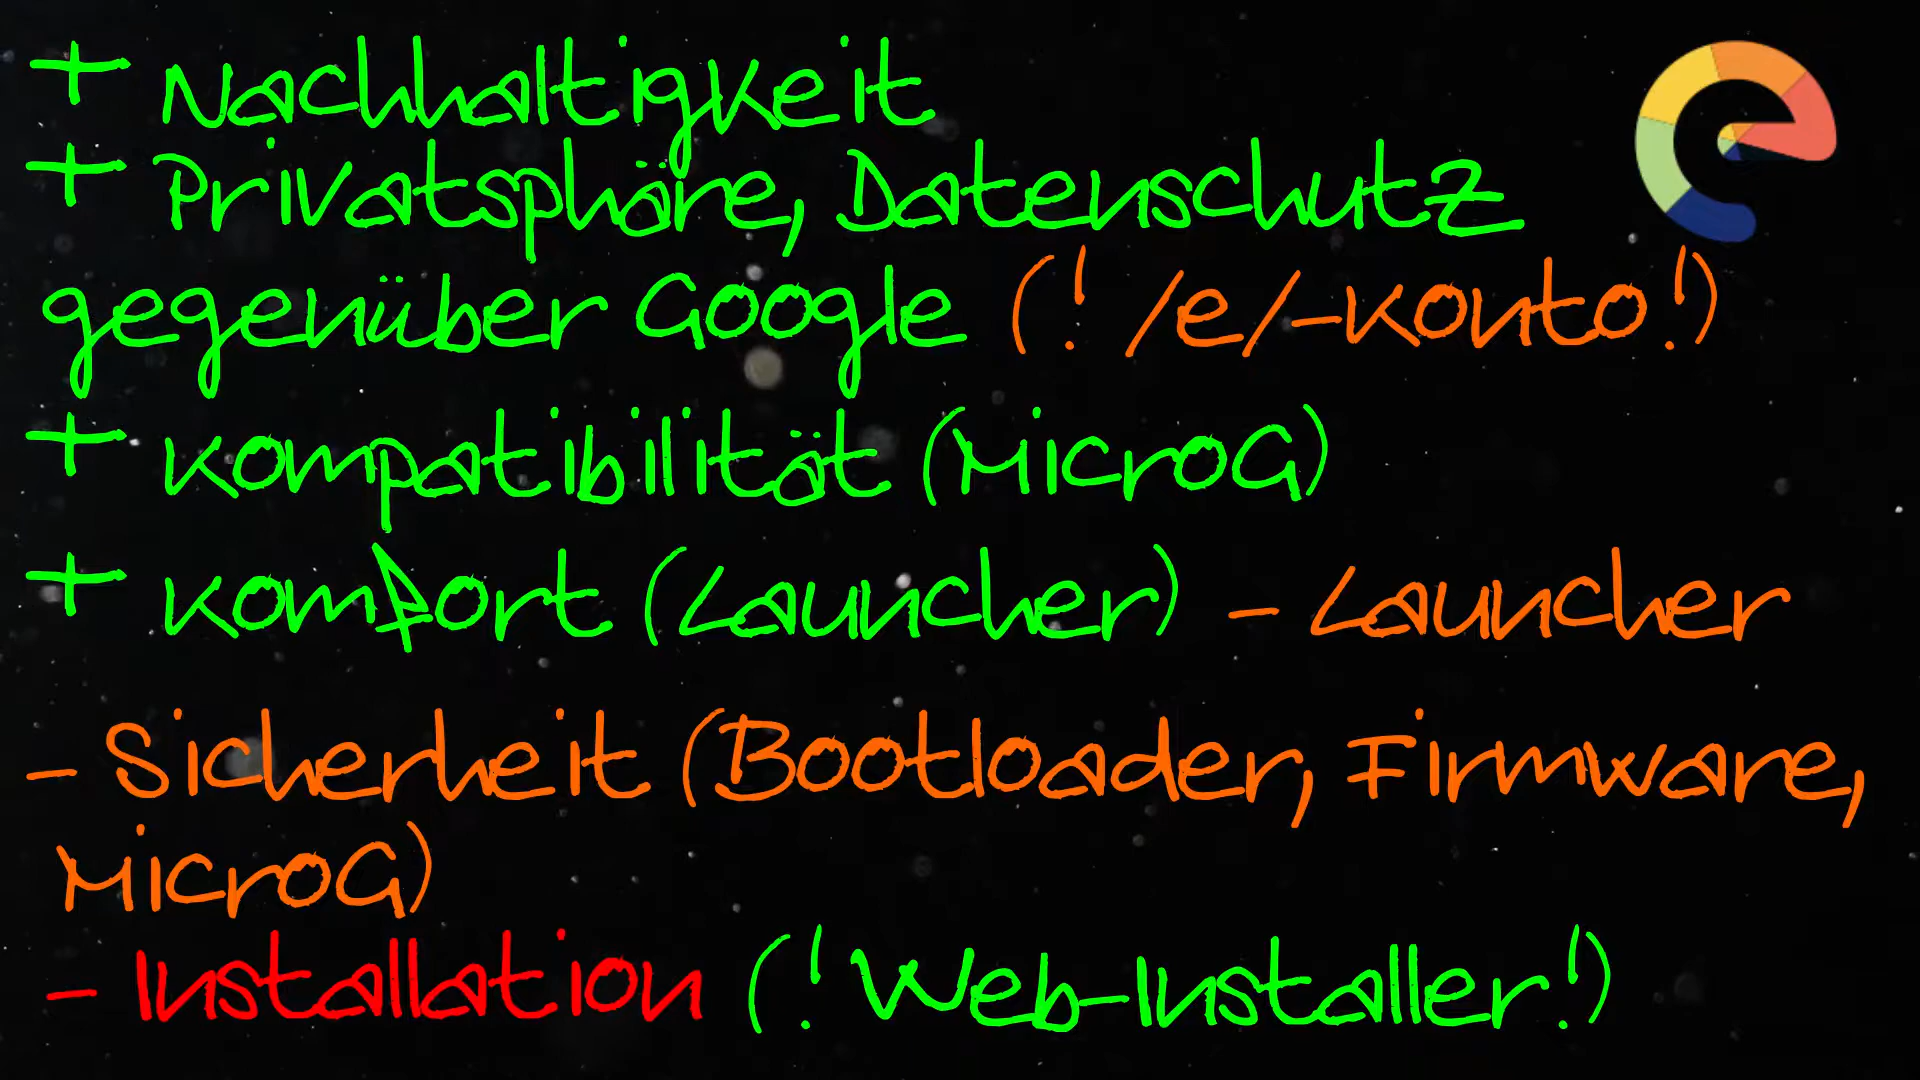 + Nachhaltigkeit
+ Privatsphäre, Datenschutz
gegenüber Google (! /e/-Konto!)
+ Kompatibilität (MicroG)
+ Komfort (Launcher) - Launcher
- Sicherheit (Bootloader, Firmware,
MicroG)
- Installation (! Web-Installer!)